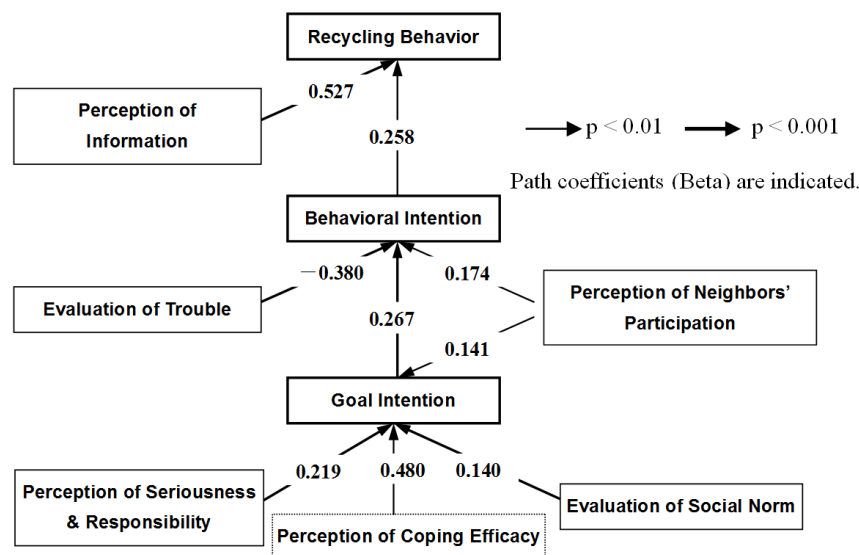 Recycling Behavior
Perception of
Information
0.527
0.258
p < 0.01
p < 0.001
Path coefficients (Beta) are indicated.
Behavioral Intention
−0.380
0.174
Evaluation of Trouble
Perception of Neighbors’
Participation
0.267
0.141
Goal Intention
0.219
0.480
0.140
Perception of Seriousness
& Responsibility
Evaluation of Social Norm
Perception of Coping Efficacy